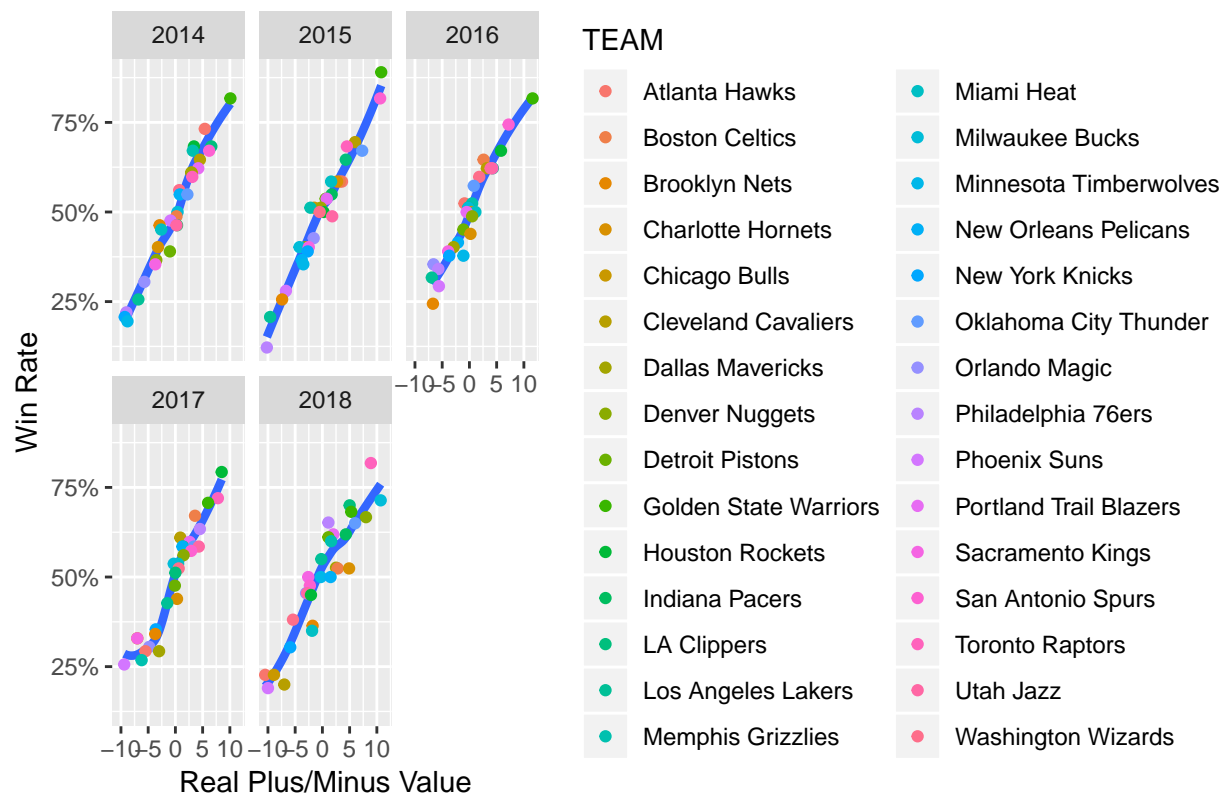 2014 2015 2016
75%
50%
25%
−10 −5 0 5 10
2017 2018
75%
50%
25%
−10 −5 0 5 10 −10 −5 0 5 10
Real Plus/Minus Value
Win Rate
TEAM
Atlanta Hawks
Boston Celtics
Brooklyn Nets
Charlotte Hornets
Chicago Bulls
Cleveland Cavaliers
Dallas Mavericks
Denver Nuggets
Detroit Pistons
Golden State Warriors
Houston Rockets
Indiana Pacers
LA Clippers
Los Angeles Lakers
Memphis Grizzlies
Miami Heat
Milwaukee Bucks
Minnesota Timberwolves
New Orleans Pelicans
New York Knicks
Oklahoma City Thunder
Orlando Magic
Philadelphia 76ers
Phoenix Suns
Portland Trail Blazers
Sacramento Kings
San Antonio Spurs
Toronto Raptors
Utah Jazz
Washington Wizards